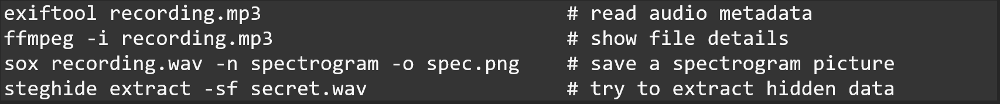 exiftool recording.mp3                          # read audio metadata
ffmpeg -i recording.mp3                         # show file details
sox recording.wav -n spectrogram -o spec.png    # save a spectrogram picture
steghide extract -sf secret.wav                 # try to extract hidden data